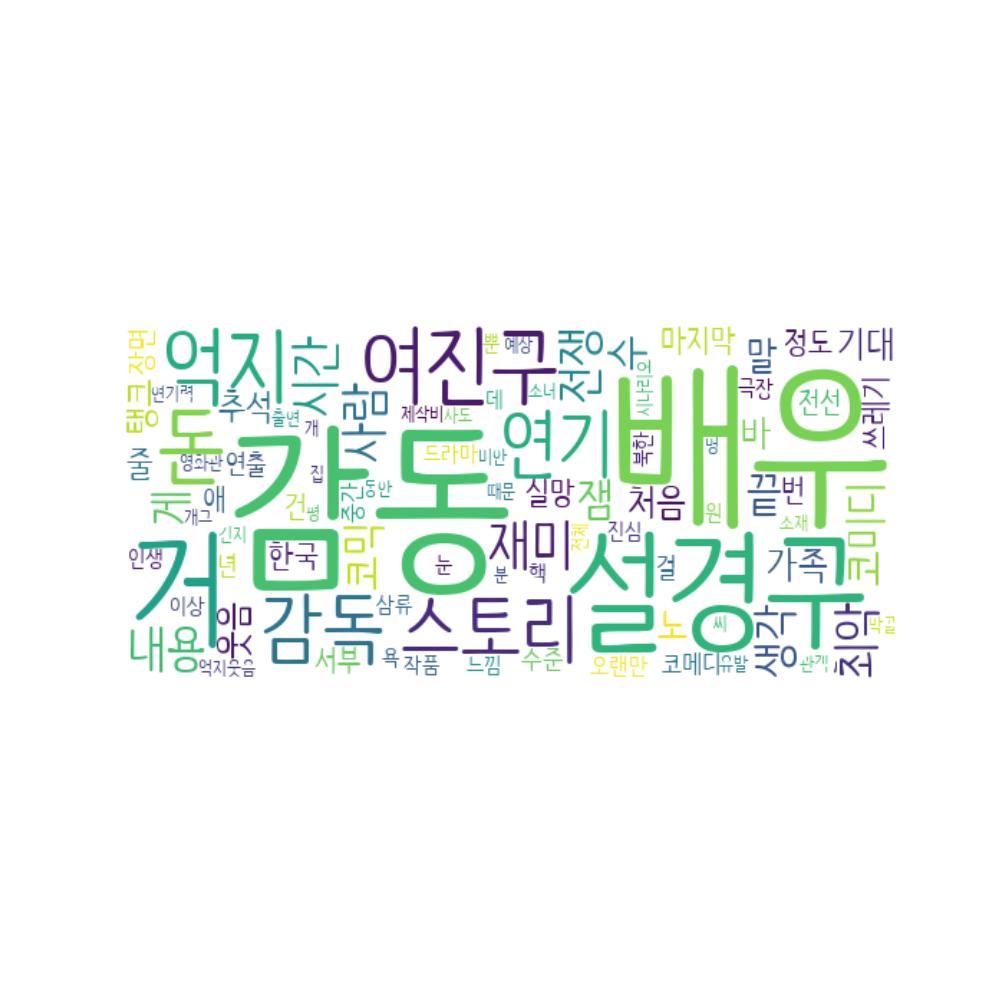 장면
억지
시간
여진구
뿐
예상
전쟁
수
마지막
말
정도
기대
탱크
연기력
추석
출연
사람
제작비
사도
데
소녀
시나리오
극장
전선
쓰레기
돈
개
감동
연기
배우
북한
바
줄
영화관
연출
집
드라마
미안
명
게
애
건
평
중간
동안
때문
실망
잼
처음
원
끝
번
소재
코미디
개그
긴지
거
년
한국
코믹
눈
재미
분
핵
전체
진심
설경구
걸
가족
인생
이상
웃음
감독
삼류
스토리
노
씨
생각
최악
내용
억지웃음
서부
욕
작품
느낌
수준
오랜만
코메디
유발
관계